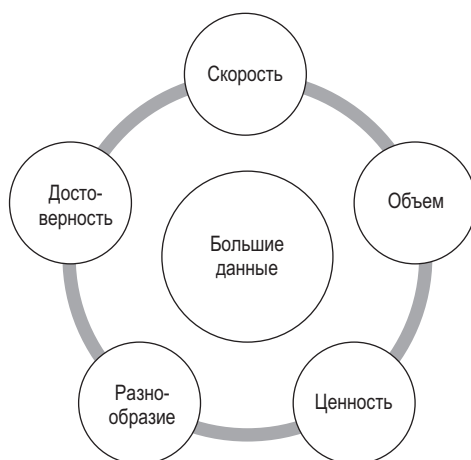 Скорость
Досто-
верность
Объем
Большие
данные
Разно-
образие
Ценность